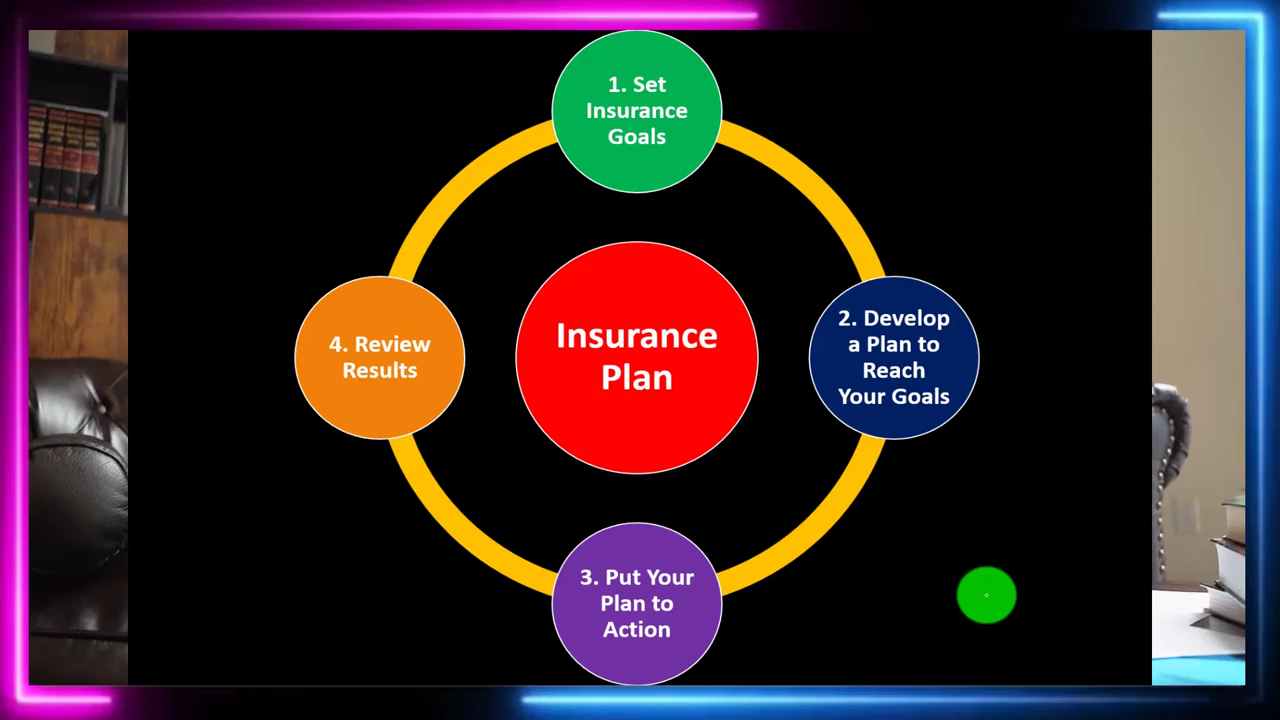 1. Set
Insurance
Goals
Insurance
Plan
2. Develop
a Plan to
Reach
Your Goals
3. Put Your
Plan to
Action
4. Review
Results